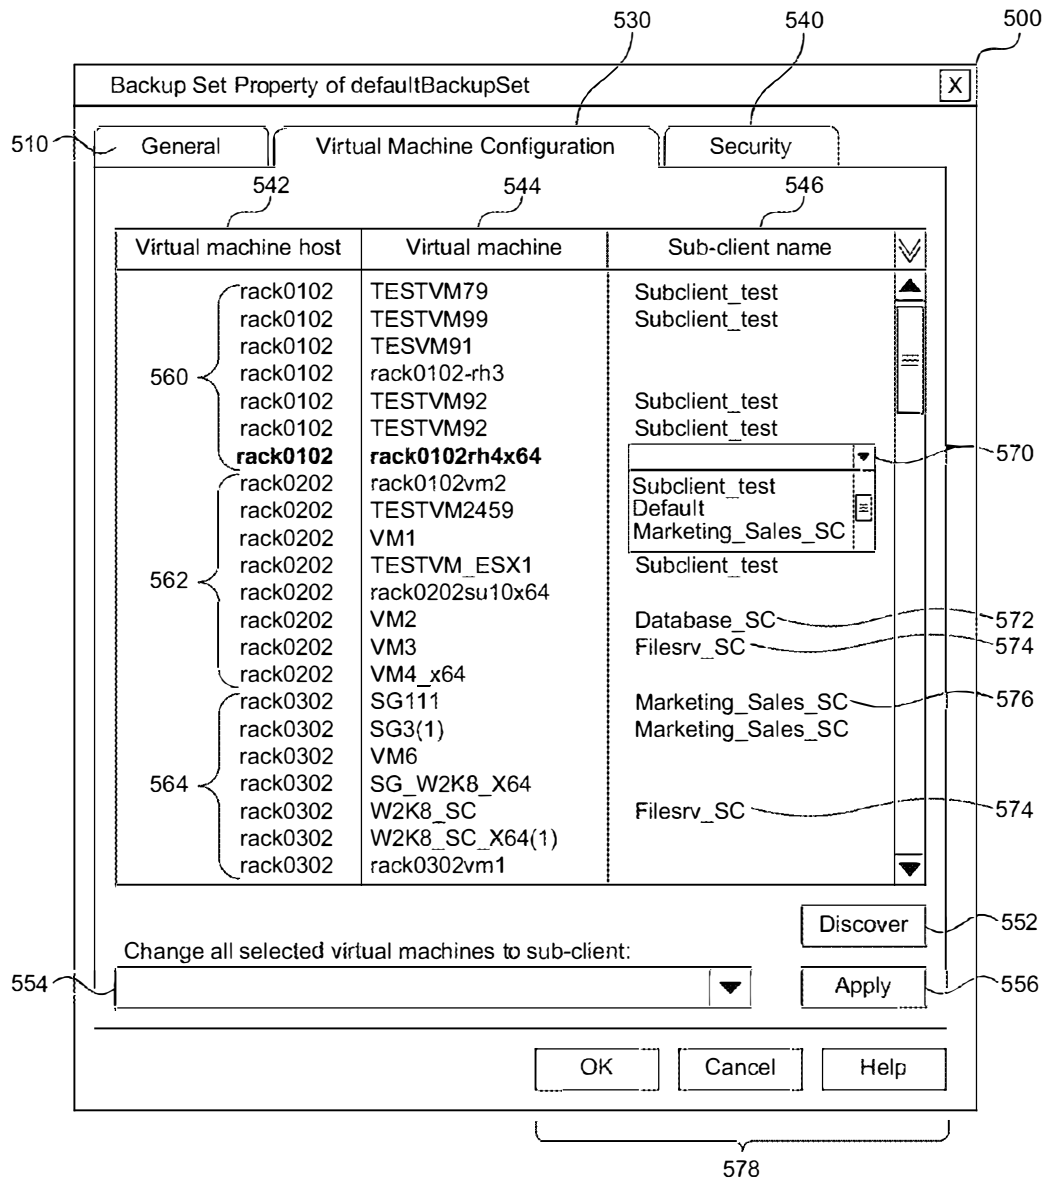 530 540 500
Backup Set Property of defaultBackupSet X
510 General Virtual Machine Configuration Security
542 544 546
Virtual machine host Virtual machine Sub-client name
rack0102 TESTVM79 Subclient_test
rack0102 TESTVM99 Subclient_test
rack0102 TESVM91
560 rack0102 rack0102-rh3
rack0102 TESTVM92 Subclient_test
rack0102 TESTVM92 Subclient_test
rack0102 rack0102rh4x64 570
rack0202 rack0102vm2 Subclient_test
rack0202 TESTVM2459 Default
rack0202 VM1 Marketing_Sales_SC
562 rack0202 TESTVM_ESX1 Subclient_test
rack0202 rack0202su10x64
rack0202 VM2 Database_SC 572
rack0202 VM3 Filesrv_SC 574
rack0202 VM4_x64
rack0302 SG111 Marketing_Sales_SC 576
rack0302 SG3(1) Marketing_Sales_SC
rack0302 VM6
564 rack0302 SG_W2K8_X64
rack0302 W2K8_SC Filesrv_SC 574
rack0302 W2K8_SC_X64(1)
rack0302 rack0302vm1
Discover 552
Change all selected virtual machines to sub-client:
554 Apply 556
OK Cancel Help
578